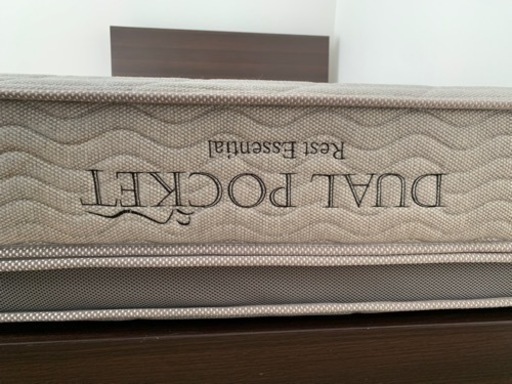 DUAL POCKET
Rest Essential